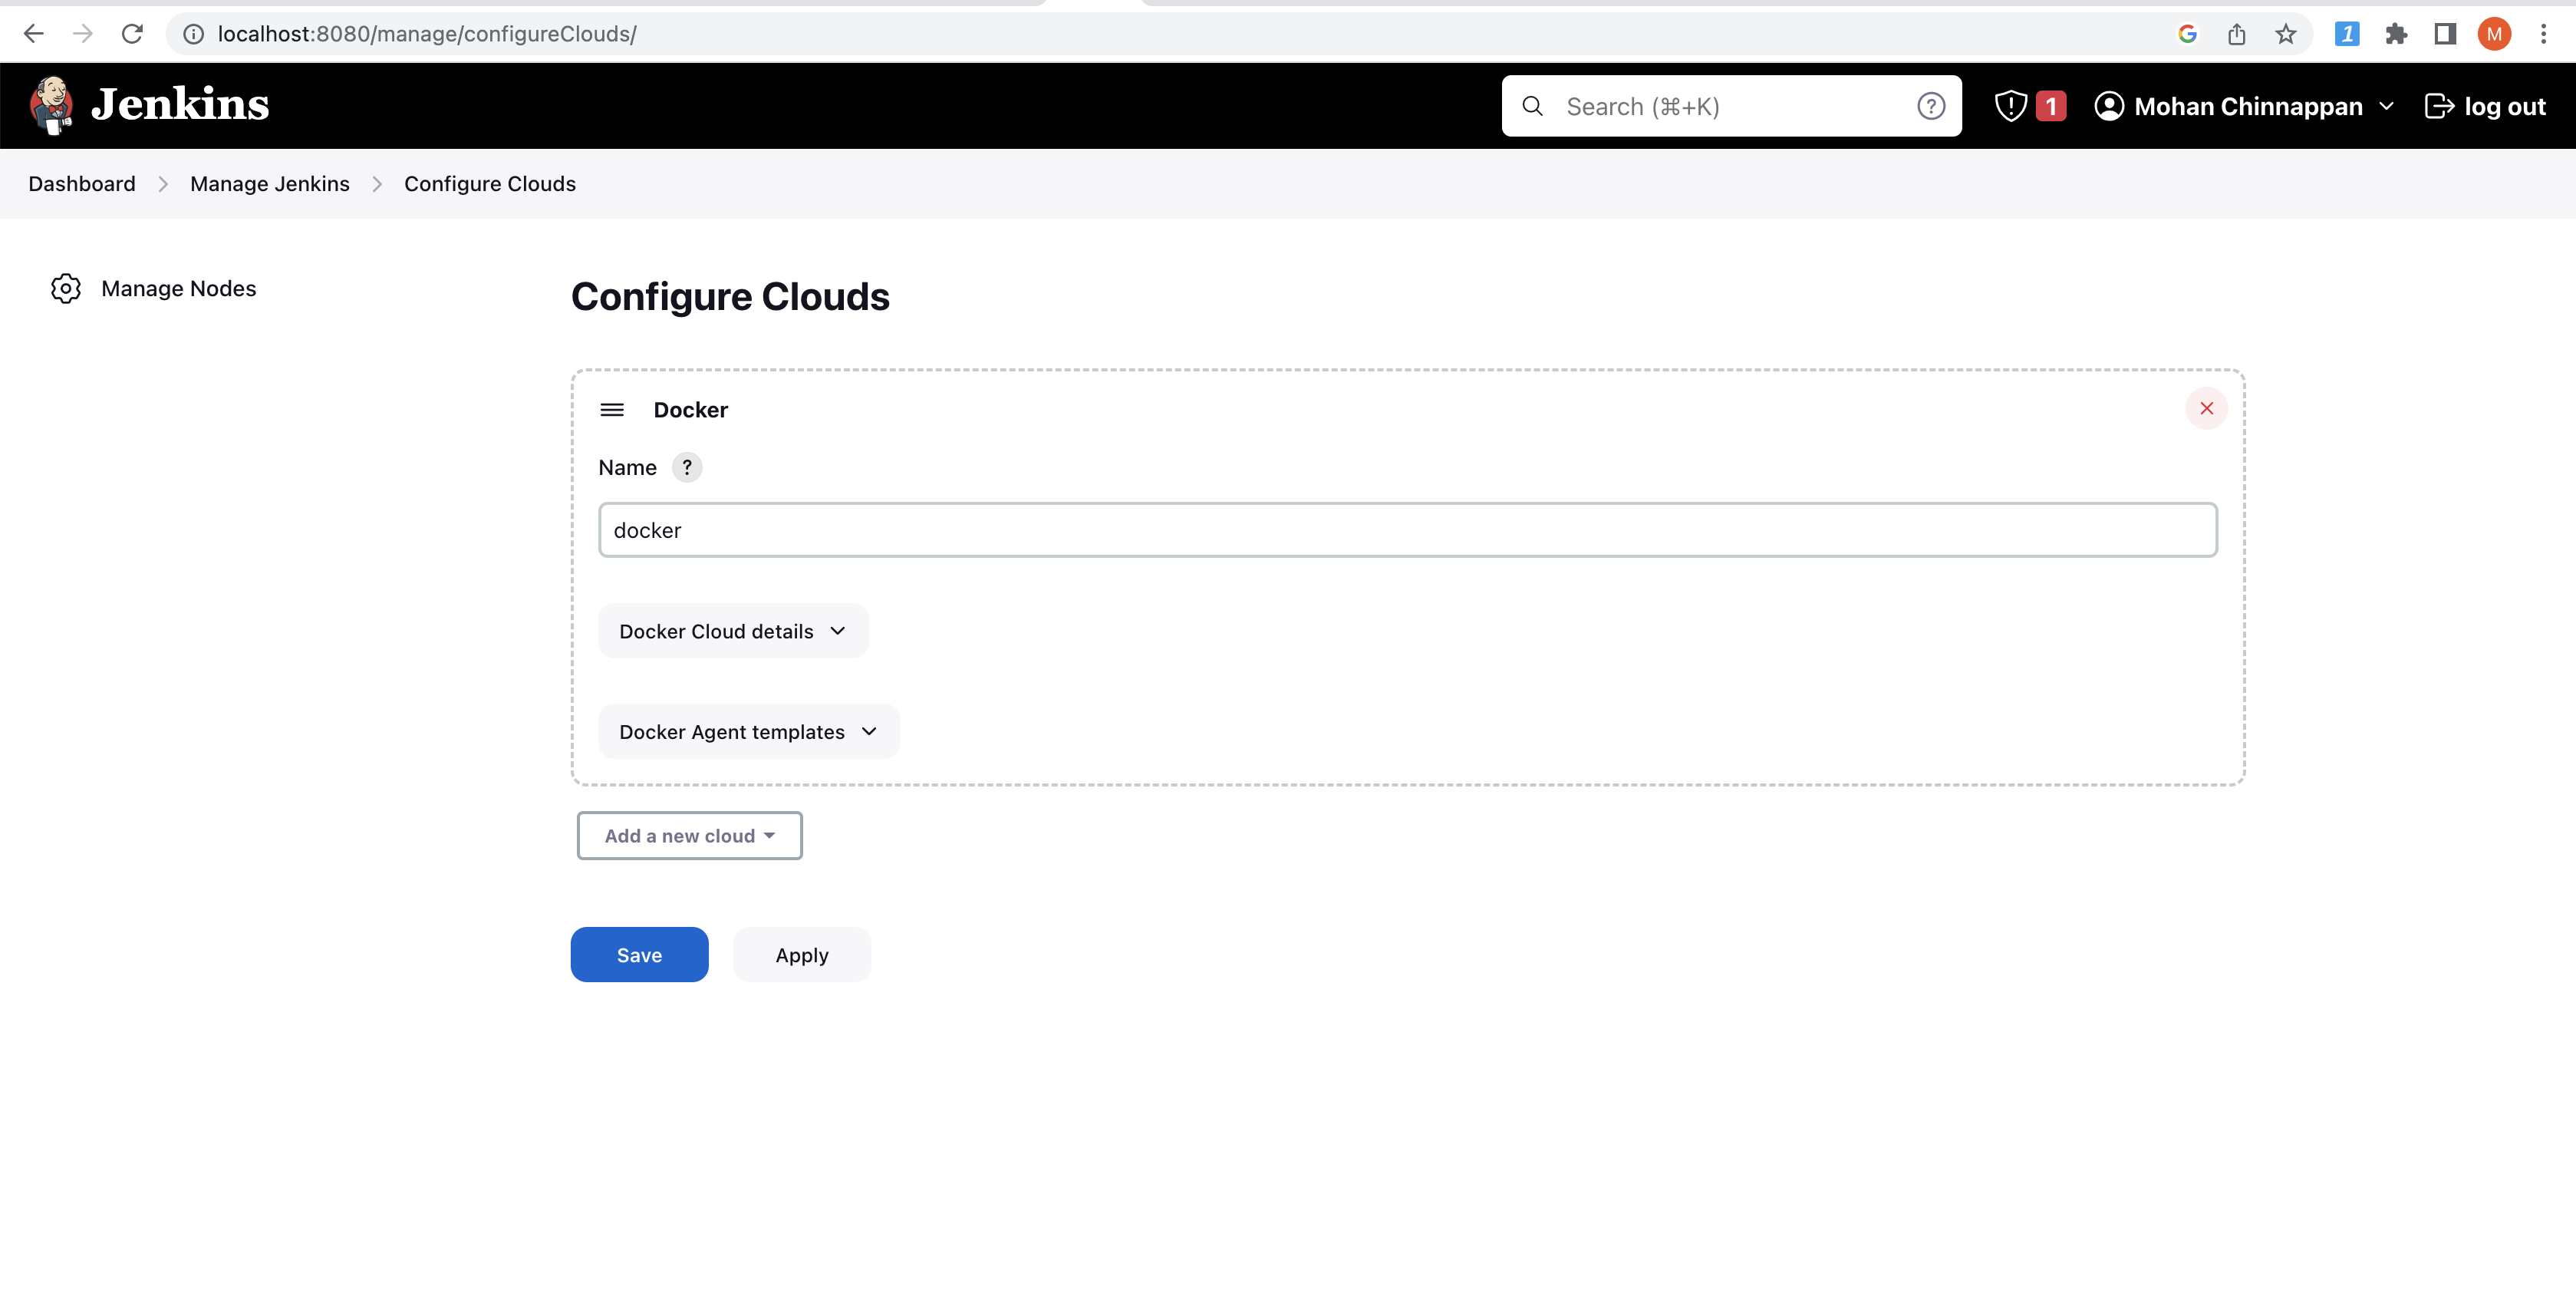 localhost:8080/manage/configureClouds/
1
M
Jenkins
Search (⌘+K)
?
1
Mohan Chinnappan
log out
Dashboard
Manage Jenkins
Configure Clouds
Manage Nodes
Configure Clouds
Docker
Name ?
docker
Docker Cloud details
Docker Agent templates
Add a new cloud
Save
Apply